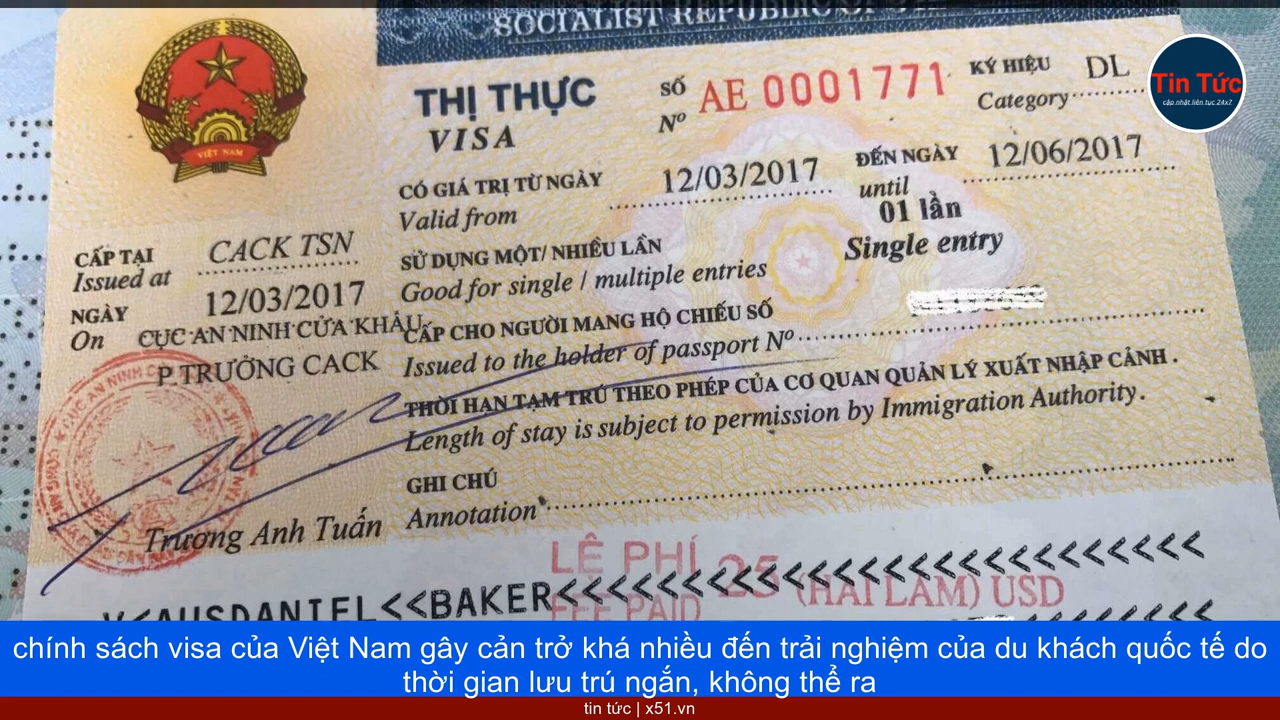 SOCIALIST REPUBLIC OF
THỊ THỰC
VISA
SỐ AE 0001771
Nº
KÝ HIỆU DL
Category
Tin Tức
cập nhật liên tục 24x7
VIỆT NAM
CÓ GIÁ TRỊ TỪ NGÀY 12/03/2017 ĐẾN NGÀY 12/06/2017
Valid from until
01 lần
SỬ DỤNG MỘT/ NHIỀU LẦN Single entry
Good for single / multiple entries
CẤP TẠI CACK TSN
Issued at
NGÀY 12/03/2017
On CỤC AN NINH CỬA KHẨU
P.TRƯỞNG CACK
CẤP CHO NGƯỜI MANG HỘ CHIẾU SỐ
Issued to the holder of passport Nº
THỜI HẠN TẠM TRÚ THEO PHÉP CỦA CƠ QUAN QUẢN LÝ XUẤT NHẬP CẢNH .
Length of stay is subject to permission by Immigration Authority.
GHI CHÚ
Annotation
Trương Anh Tuấn
LỆ PHÍ 25 (HAI LĂM) USD
FEE PAID
V<AUSDANIEL<<BAKER<<<<<<<<<<<<<<<<<<<<<<<
chính sách visa của Việt Nam gây cản trở khá nhiều đến trải nghiệm của du khách quốc tế do
thời gian lưu trú ngắn, không thể ra
tin tức | x51.vn